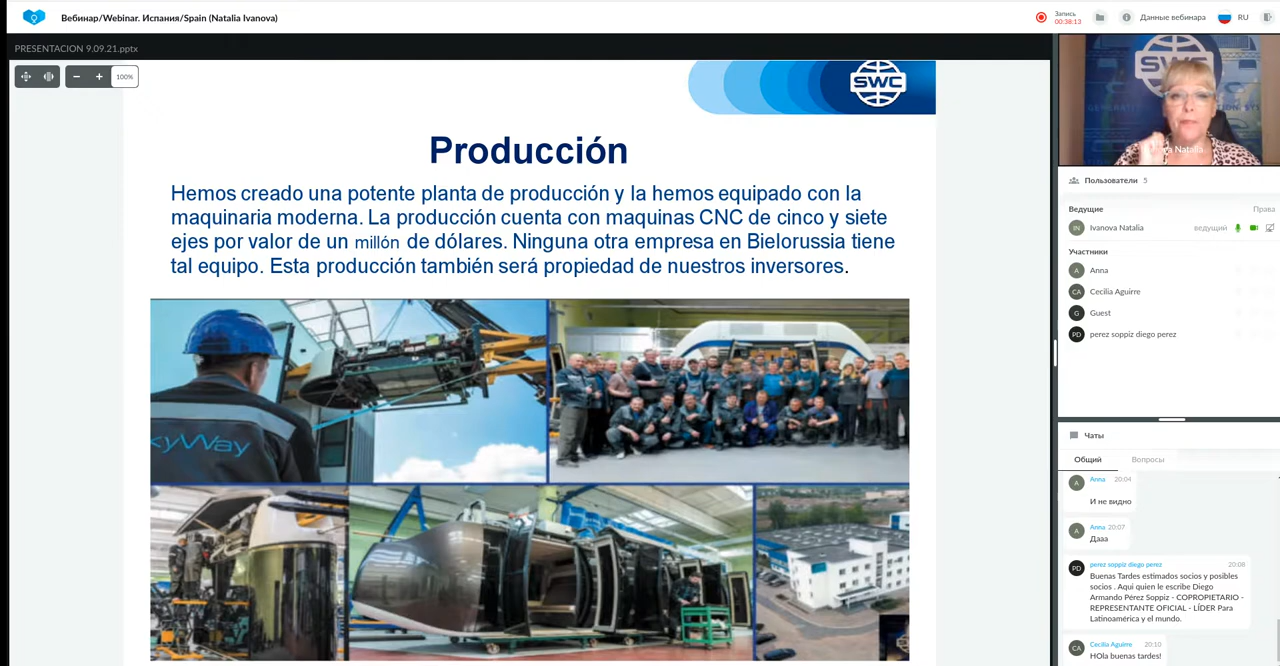 Вебинар/Webinar. Испания/Spain (Natalia Ivanova)
Запись
00:38:13
Данные вебинара
RU
PRESENTACION 9.09.21.pptx
100%
SWC
Producción
Hemos creado una potente planta de producción y la hemos equipado con la
maquinaria moderna. La producción cuenta con maquinas CNC de cinco y siete
ejes por valor de un millón de dólares. Ninguna otra empresa en Bielorussia tiene
tal equipo. Esta producción también será propiedad de nuestros inversores.
kyWay
SWC
Natalia
Пользователи 5
Ведущие Права
IN Ivanova Natalia ведущий
Участники
A Anna
CA Cecilia Aguirre
G Guest
PD perez soppiz diego perez
Чаты
Общий Вопросы
Anna 20:04
A И не видно
Anna 20:07
A Дааа
perez soppiz diego perez 20:08
PD Buenas Tardes estimados socios y posibles
socios . Aqui quien le escribe Diego
Armando Pérez Soppiz - COPROPIETARIO -
REPRESENTANTE OFICIAL - LÍDER Para
Latinoamérica y el mundo.
Cecilia Aguirre 20:10
CA HOla buenas tardes!